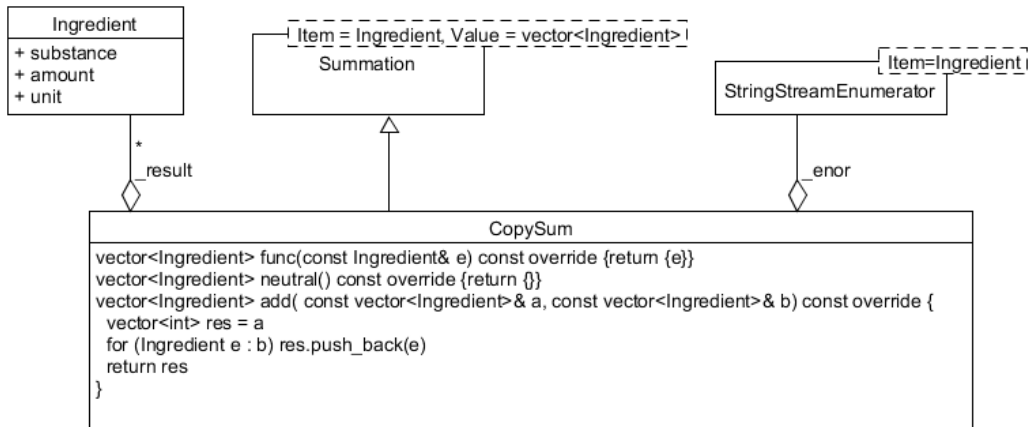 Ingredient
+ substance
+ amount
+ unit
Item = Ingredient, Value = vector<Ingredient>
Summation
Item=Ingredient
StringStreamEnumerator
*
_result
_enor
CopySum
vector<Ingredient> func(const Ingredient& e) const override {return {e}}
vector<Ingredient> neutral() const override {return {}}
vector<Ingredient> add( const vector<Ingredient>& a, const vector<Ingredient>& b) const override {
vector<int> res = a
for (Ingredient e : b) res.push_back(e)
return res
}